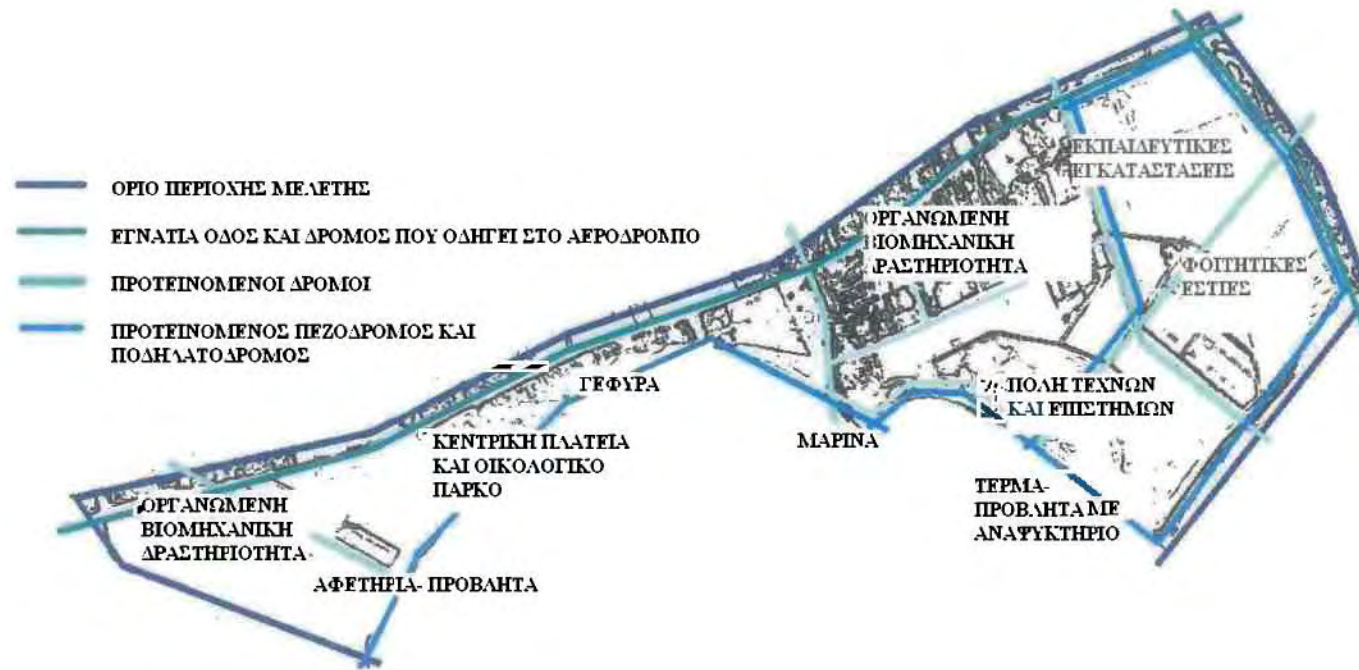 ΟΡΙΟ ΠΕΡΙΟΧΗΣ ΜΕΛΕΤΗΣ
ΕΓΝΑΤΙΑ ΟΔΟΣ ΚΑΙ ΔΡΟΜΟΣ ΠΟΥ ΟΔΗΓΕΙ ΣΤΟ ΑΕΡΟΔΡΟΜΙΟ
ΠΡΟΤΕΙΝΟΜΕΝΟΙ ΔΡΟΜΟΙ
ΠΡΟΤΕΙΝΟΜΕΝΟΣ ΠΕΖΟΔΡΟΜΟΣ ΚΑΙ
ΠΟΔΗΛΑΤΟΔΡΟΜΟΣ
ΕΚΠΑΙΔΕΥΤΙΚΕΣ
ΕΓΚΑΤΑΣΤΑΣΕΙΣ
ΟΡΓΑΝΩΜΕΝΗ
ΒΙΟΜΗΧΑΝΙΚΗ
ΔΡΑΣΤΗΡΙΟΤΗΤΑ
ΦΟΙΤΗΤΙΚΕΣ
ΕΣΤΙΕΣ
ΓΕΦΥΡΑ
ΠΟΛΗ ΤΕΧΝΩΝ
ΚΑΙ ΕΠΙΣΤΗΜΩΝ
ΜΑΡΙΝΑ
ΚΕΝΤΡΙΚΗ ΠΛΑΤΕΙΑ
ΚΑΙ ΟΙΚΟΛΟΓΙΚΟ
ΠΑΡΚΟ
ΤΕΡΜΑ-
ΠΡΟΒΛΗΤΑ ΜΕ
ΑΝΑΨΥΚΤΗΡΙΟ
ΟΡΓΑΝΩΜΕΝΗ
ΒΙΟΜΗΧΑΝΙΚΗ
ΔΡΑΣΤΗΡΙΟΤΗΤΑ
ΑΦΕΤΗΡΙΑ- ΠΡΟΒΛΗΤΑ